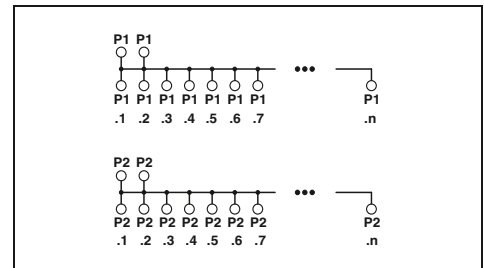 P1 P1
•••
P1 P1 P1 P1 P1 P1 P1 P1
.1 .2 .3 .4 .5 .6 .7 .n
P2 P2
•••
P2 P2 P2 P2 P2 P2 P2 P2
.1 .2 .3 .4 .5 .6 .7 .n